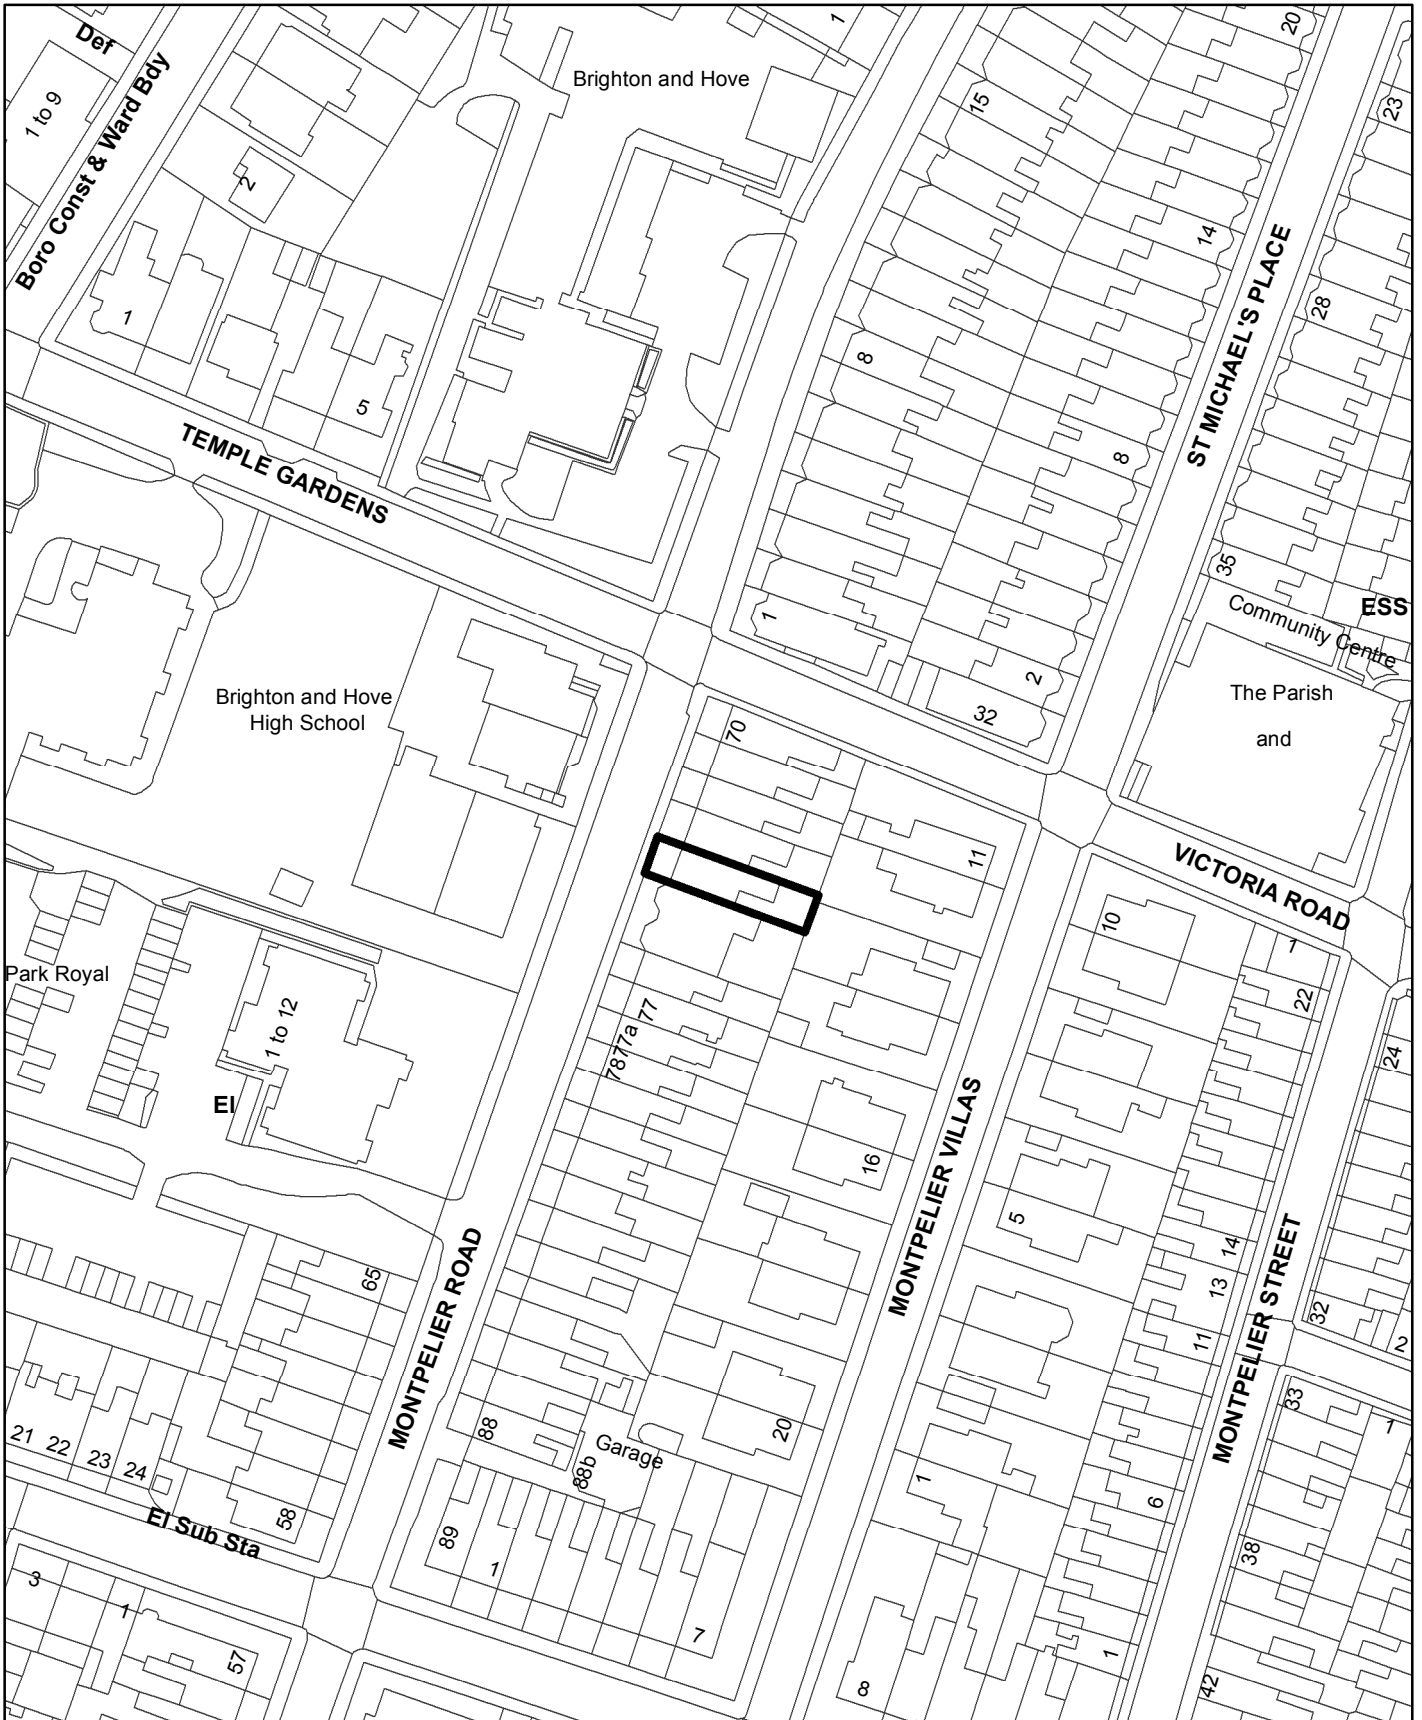 Def
1 to 9
Boro Const & Ward Bdy
Brighton and Hove
1
20
15
23
2
14
ST MICHAEL'S PLACE
28
1
8
5
8
TEMPLE GARDENS
35
Community Centre
ESS
1
2
The Parish
and
32
Brighton and Hove
High School
70
11
VICTORIA ROAD
10
1
22
Park Royal
1 to 12
77
77a
78
El
24
16
MONTPELIER VILLAS
5
14
13
MONTPELIER STREET
11
32
2
65
MONTPELIER ROAD
33
1
88
Garage
88b
20
21
22
23
24
1
6
58
El Sub Sta
89
1
38
3
1
57
7
8
1
42